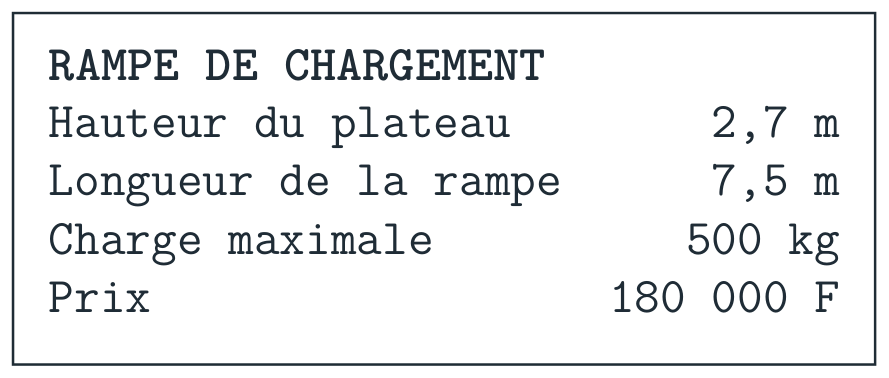 RAMPE DE CHARGEMENT
Hauteur du plateau 2,7 m
Longueur de la rampe 7,5 m
Charge maximale 500 kg
Prix 180 000 F